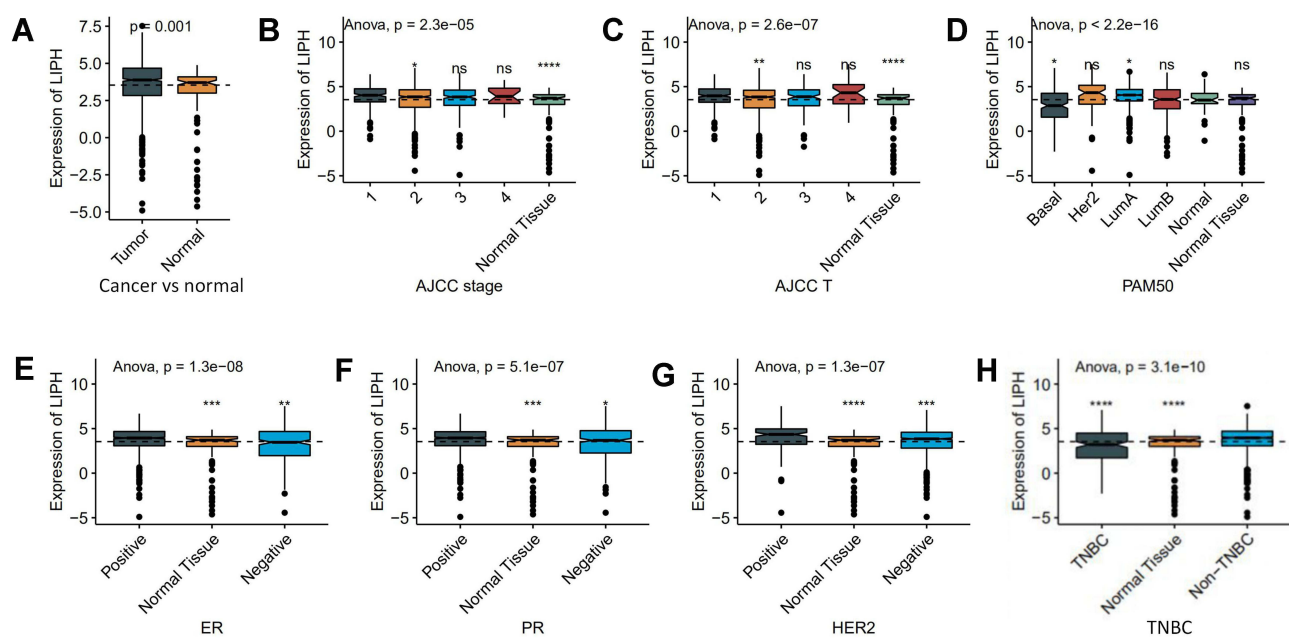 A
p = 0.001
Expression of LIPH
7.5
5.0
2.5
0.0
−2.5
−5.0
Tumor
Normal
Cancer vs normal
B
Anova, p = 2.3e−05
Expression of LIPH
10
5
0
−5
*
ns
ns
****
1
2
3
4
Normal Tissue
AJCC stage
C
Anova, p = 2.6e−07
Expression of LIPH
10
5
0
−5
**
ns
ns
****
1
2
3
4
Normal Tissue
AJCC T
D
Anova, p < 2.2e−16
Expression of LIPH
10
5
0
−5
*
ns
*
ns
ns
Basal
Her2
LumA
LumB
Normal
Normal Tissue
PAM50
E
Anova, p = 1.3e−08
Expression of LIPH
10
5
0
−5
***
**
Positive
Normal Tissue
Negative
ER
F
Anova, p = 5.1e−07
Expression of LIPH
10
5
0
−5
***
*
Positive
Normal Tissue
Negative
PR
G
Anova, p = 1.3e−07
Expression of LIPH
10
5
0
−5
****
***
Positive
Normal Tissue
Negative
HER2
H
Anova, p = 3.1e−10
Expression of LIPH
10
5
0
−5
****
****
TNBC
Normal Tissue
Non−TNBC
TNBC